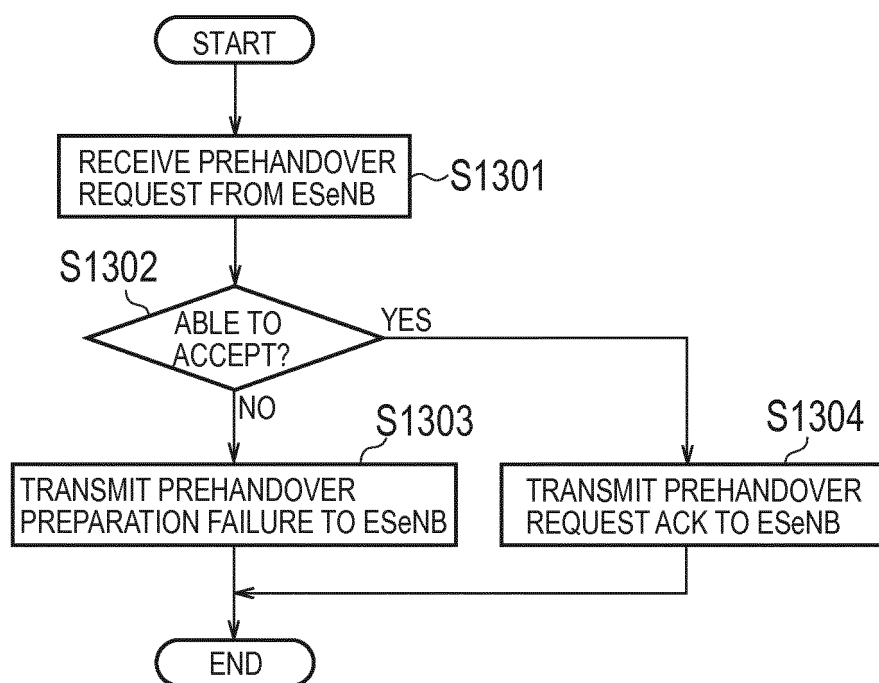 START
RECEIVE PREHANDOVER
REQUEST FROM ESeNB
S1301
S1302
ABLE TO
ACCEPT?
YES
NO
S1303
TRANSMIT PREHANDOVER
PREPARATION FAILURE TO ESeNB
S1304
TRANSMIT PREHANDOVER
REQUEST ACK TO ESeNB
END